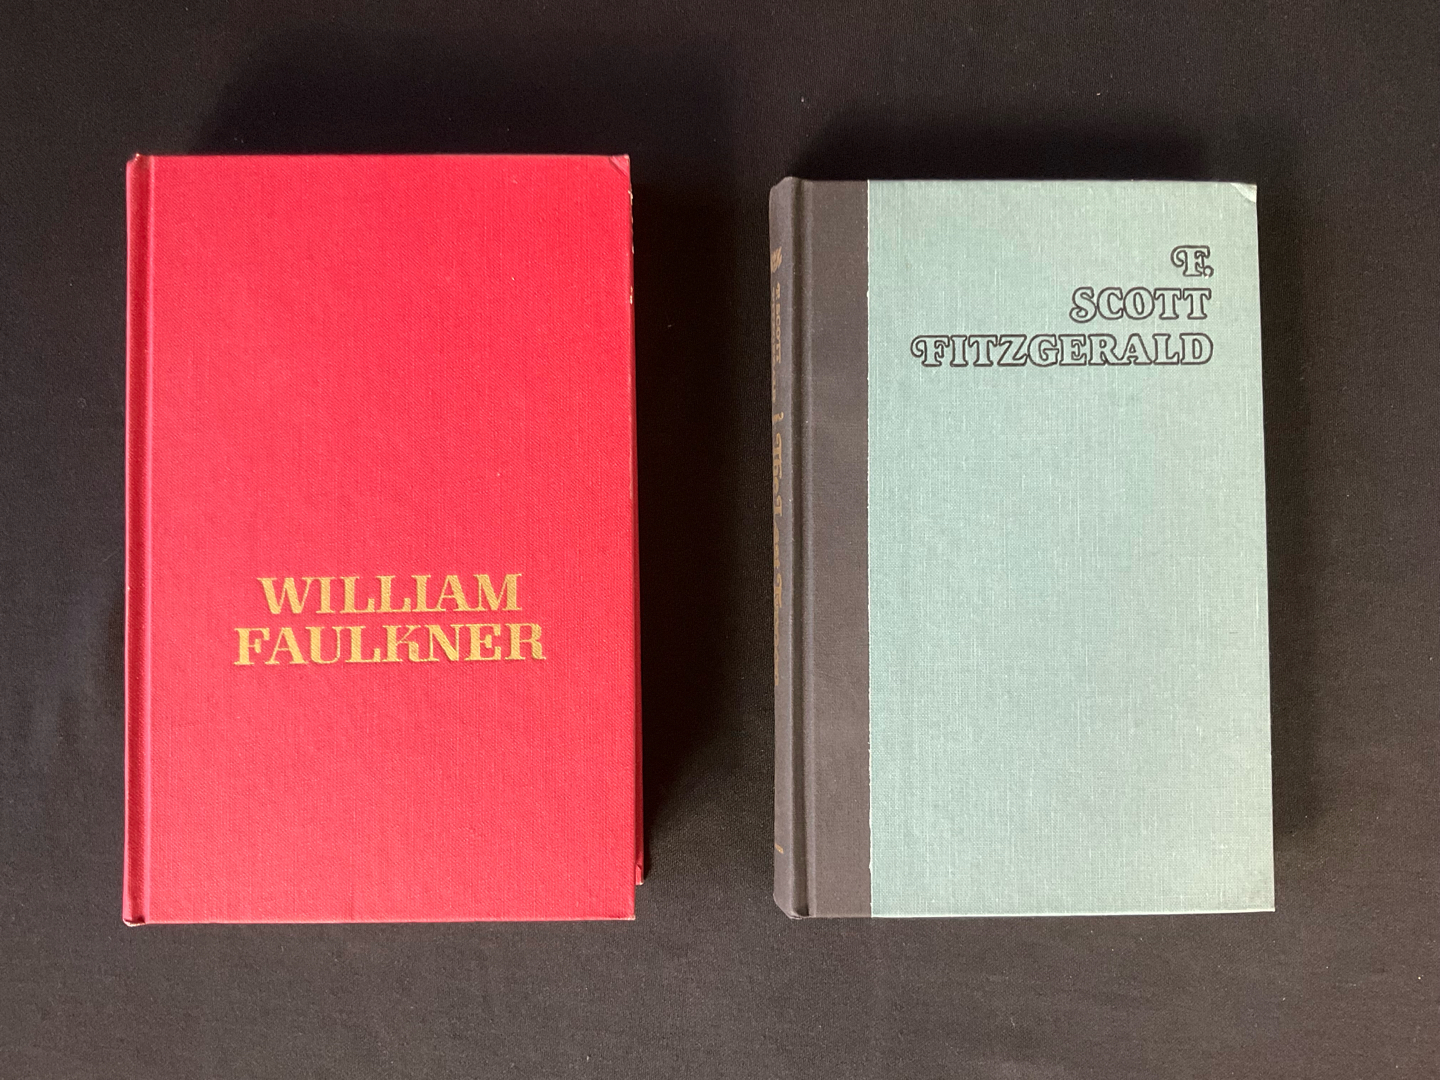 WILLIAM
FAULKNER
F.
SCOTT
FITZGERALD